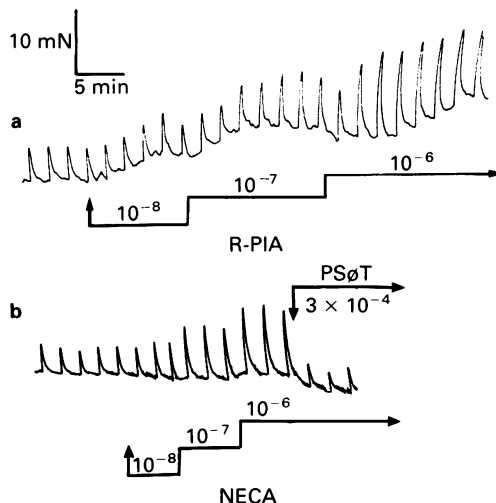 10 mN
5 min
a
10⁻⁸
10⁻⁷
10⁻⁶
R-PIA
b
PSøT
3 × 10⁻⁴
10⁻⁸
10⁻⁷
10⁻⁶
NECA